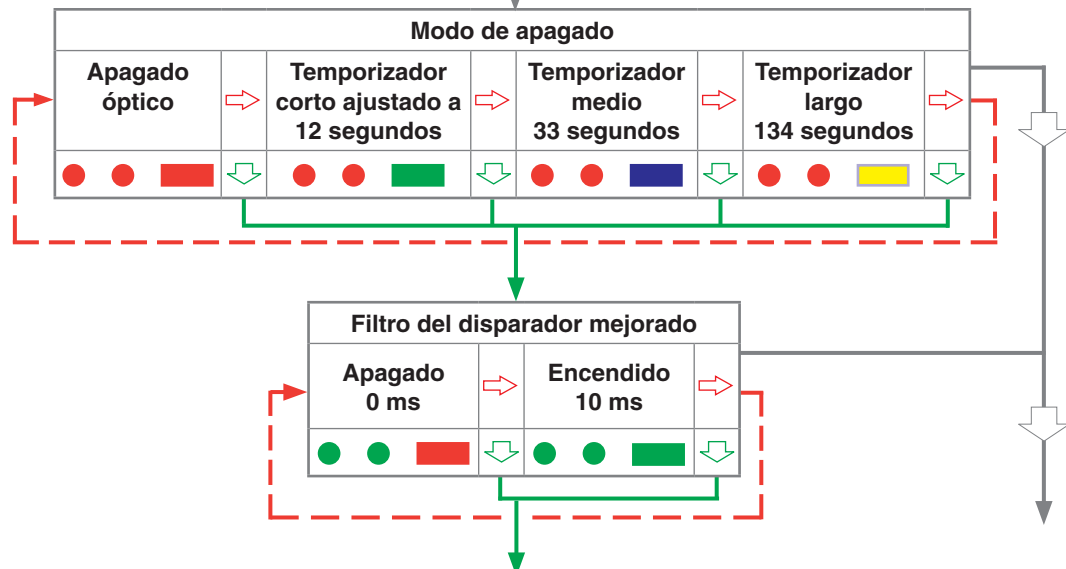 Modo de apagado
Apagado
óptico
Temporizador
corto ajustado a
12 segundos
Temporizador
medio
33 segundos
Temporizador
largo
134 segundos
Filtro del disparador mejorado
Apagado
0 ms
Encendido
10 ms